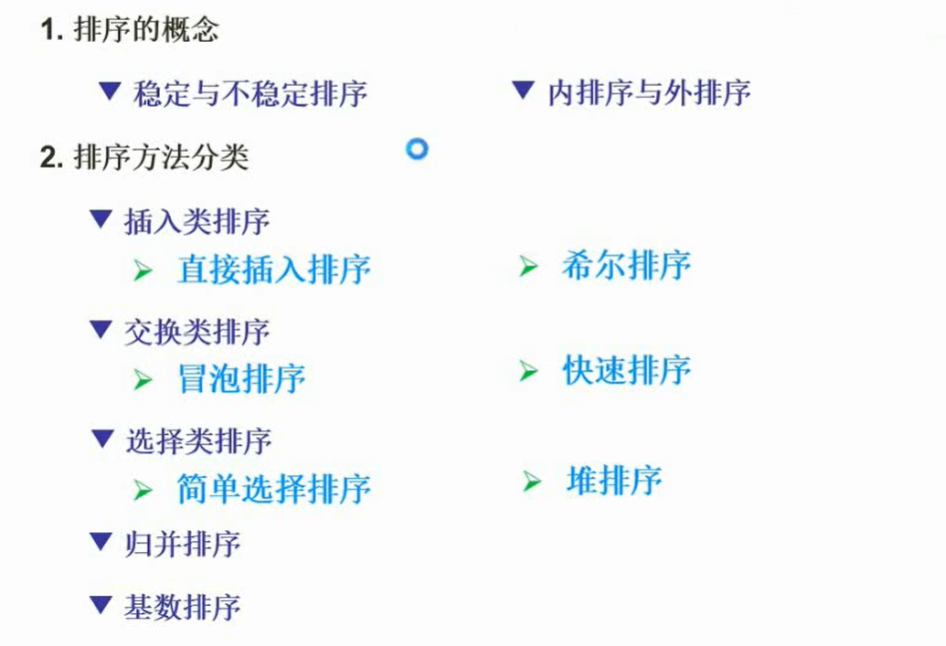 1. 排序的概念
稳定与不稳定排序 内排序与外排序
2. 排序方法分类
插入类排序
直接插入排序 希尔排序
交换类排序
冒泡排序 快速排序
选择类排序
简单选择排序 堆排序
归并排序
基数排序